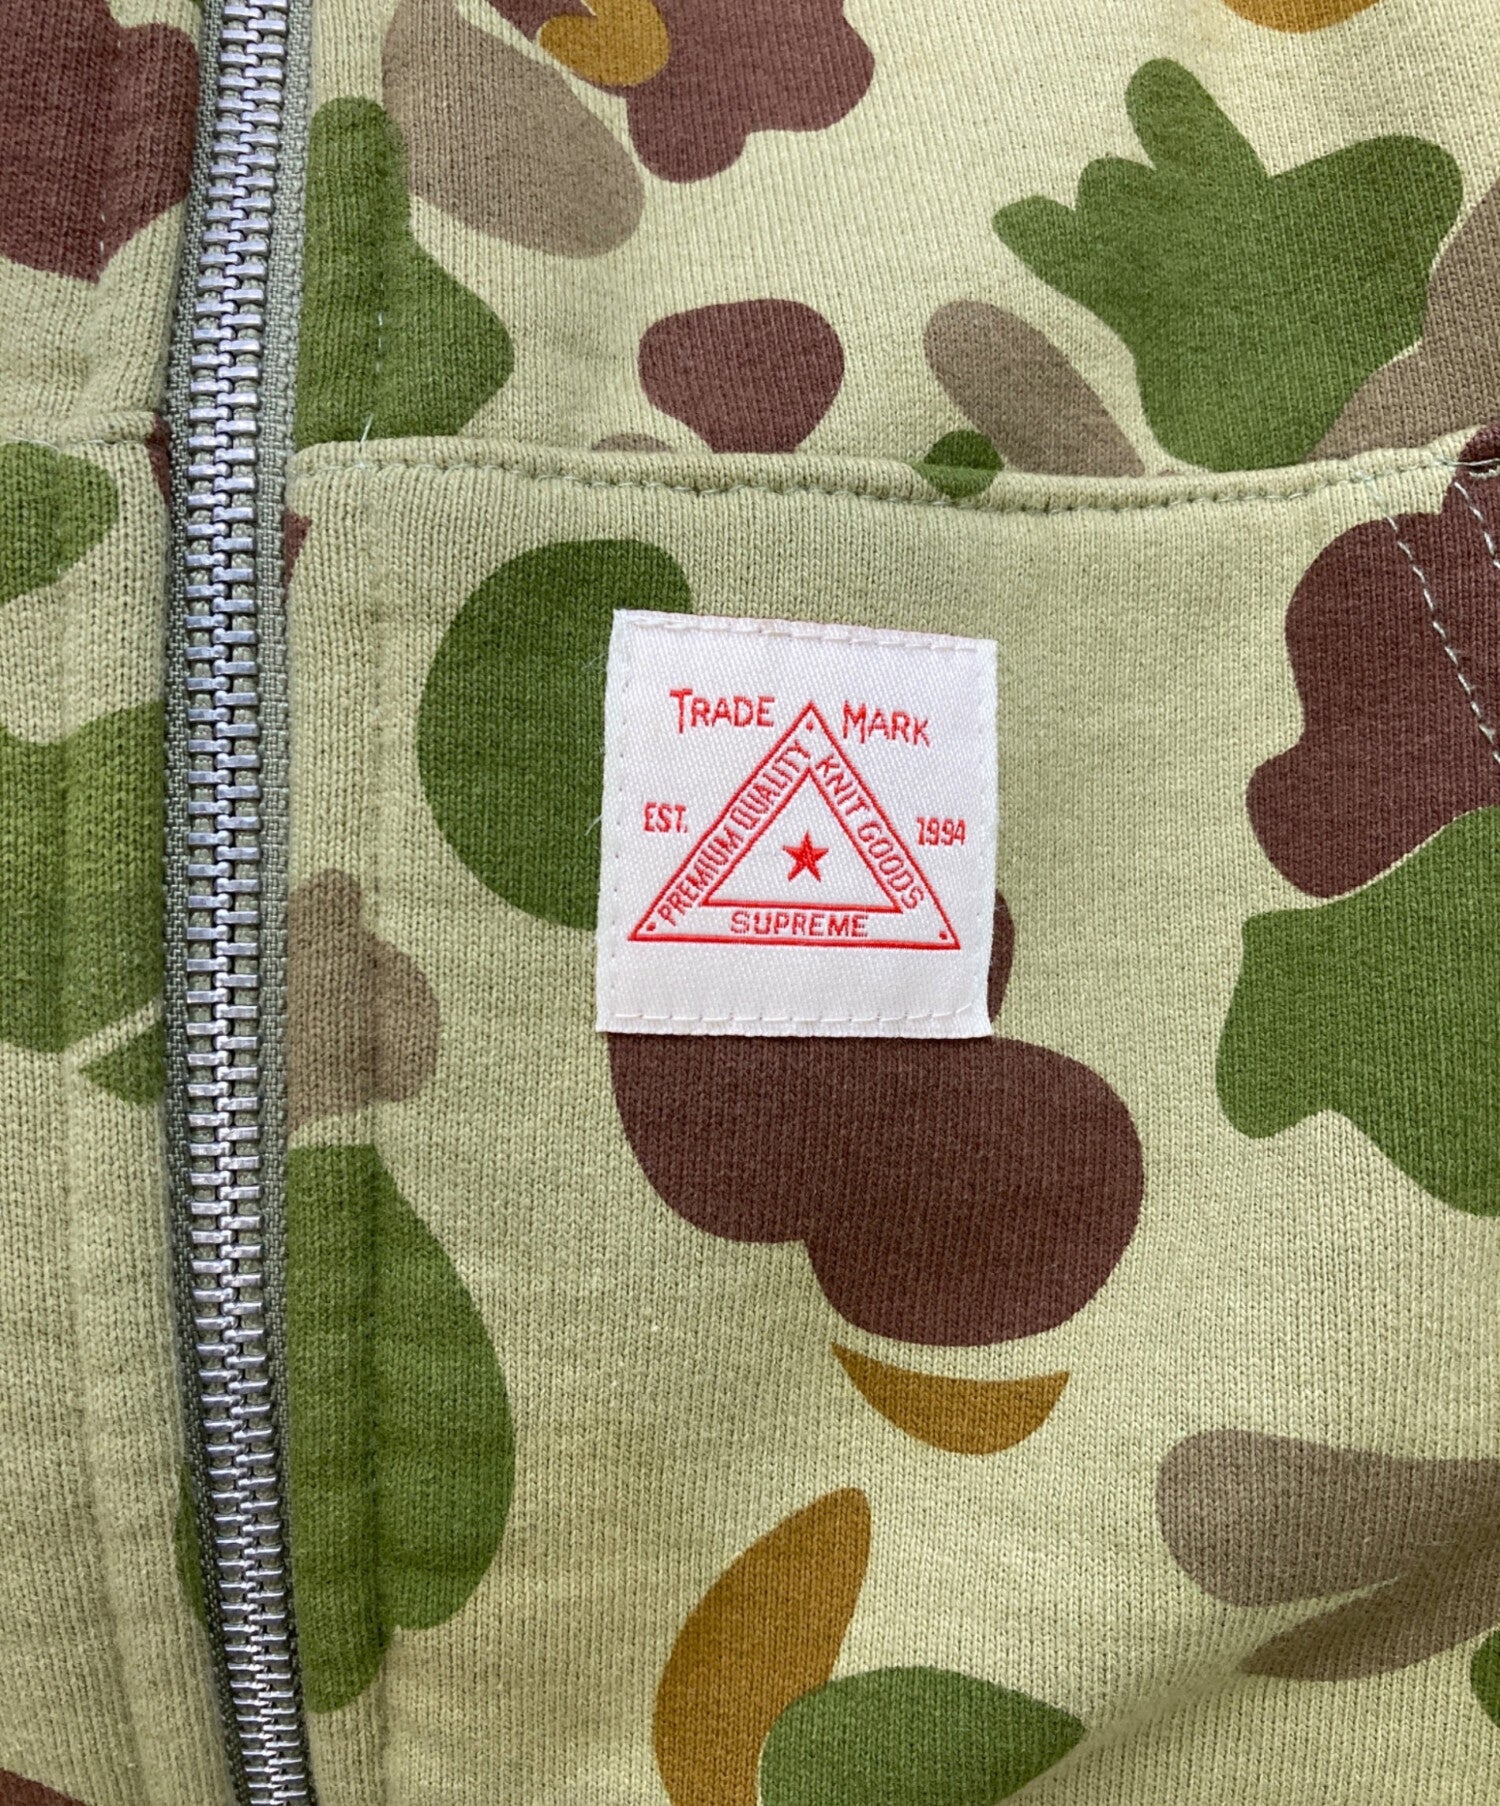 TRADE MARK
EST. 1994
PREMIUM QUALITY
KNIT GOODS
SUPREME